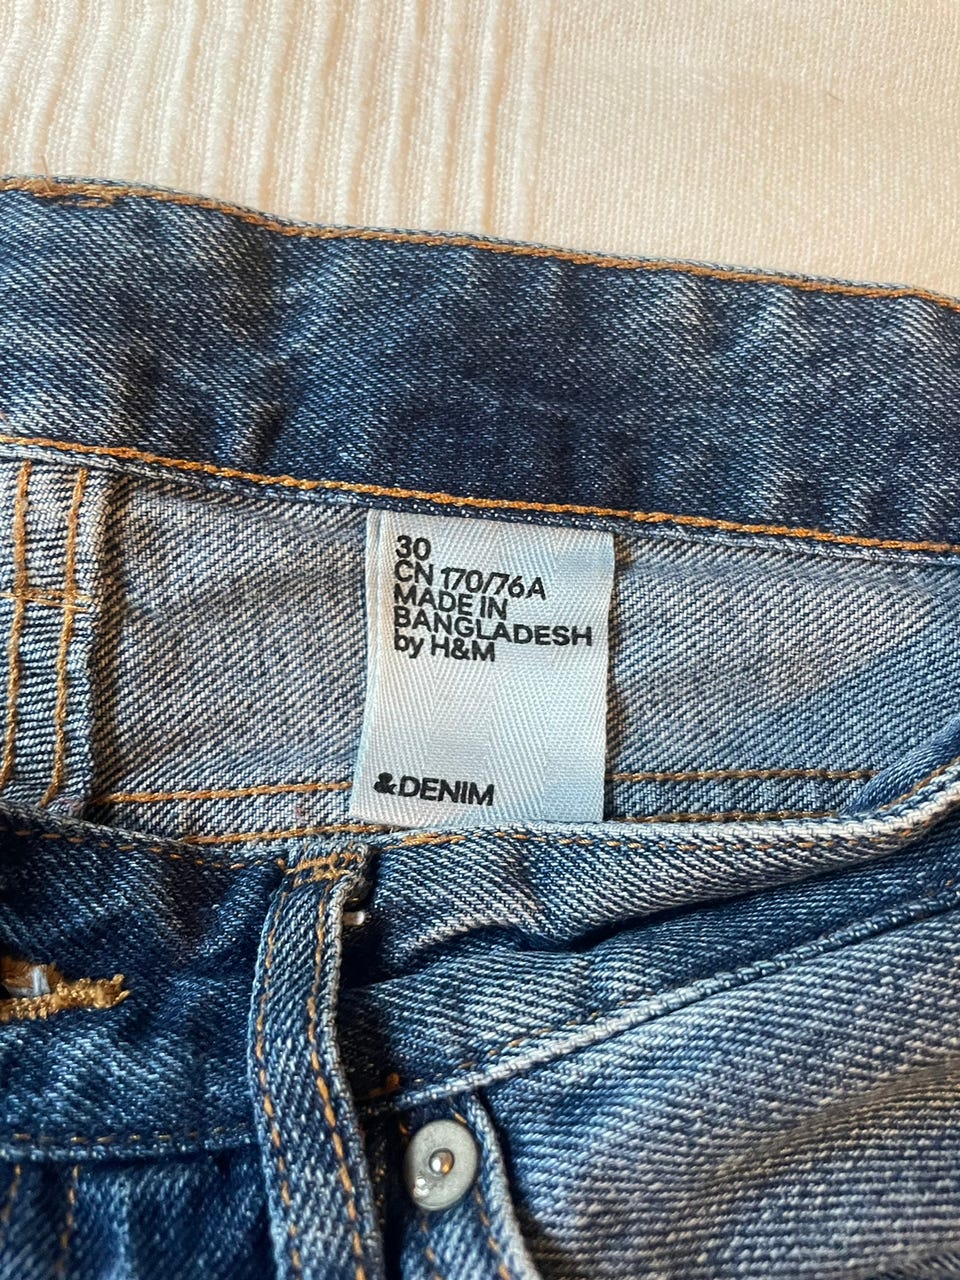 30
CN 170/76A
MADE IN
BANGLADESH
by H&M
&DENIM